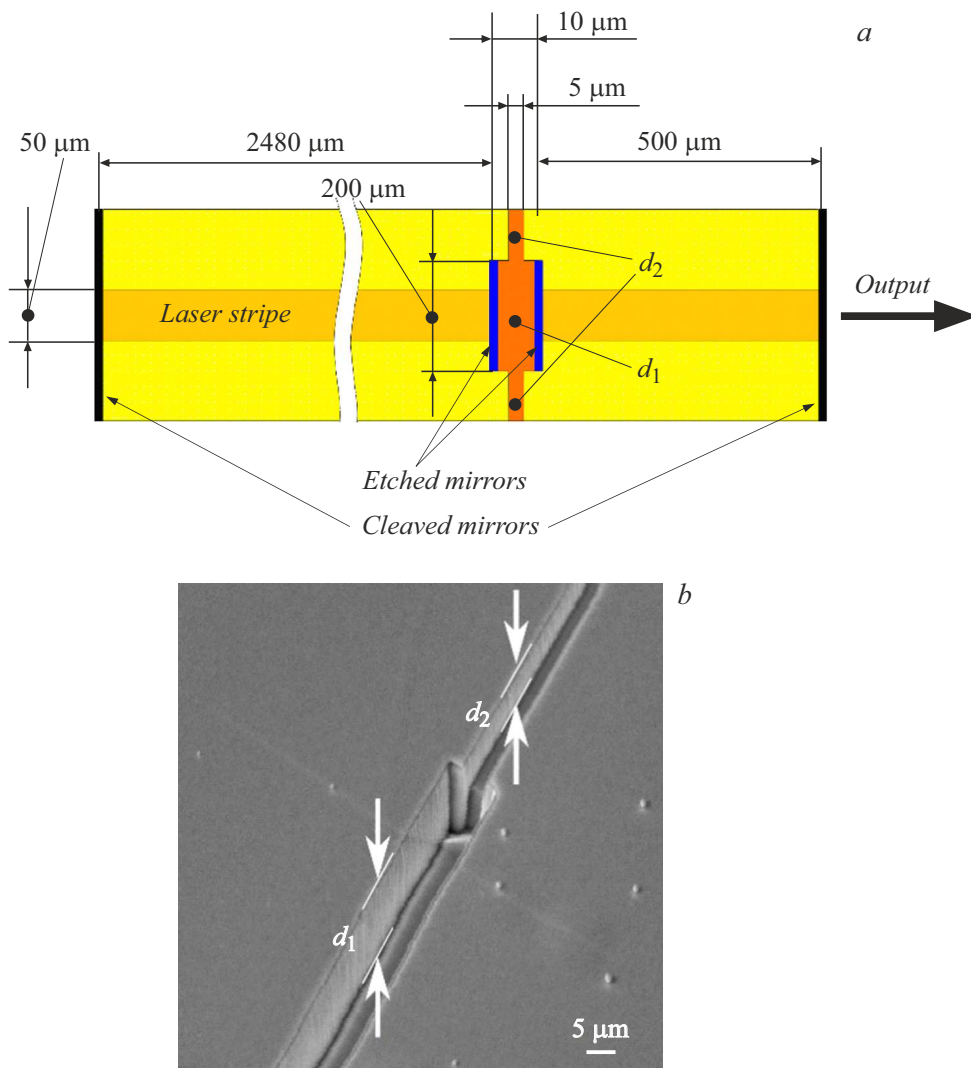 10 μm
a
5 μm
50 μm
2480 μm
500 μm
200 μm
d2
Output
Laser stripe
d1
Etched mirrors
Cleaved mirrors
b
d2
d1
5 μm